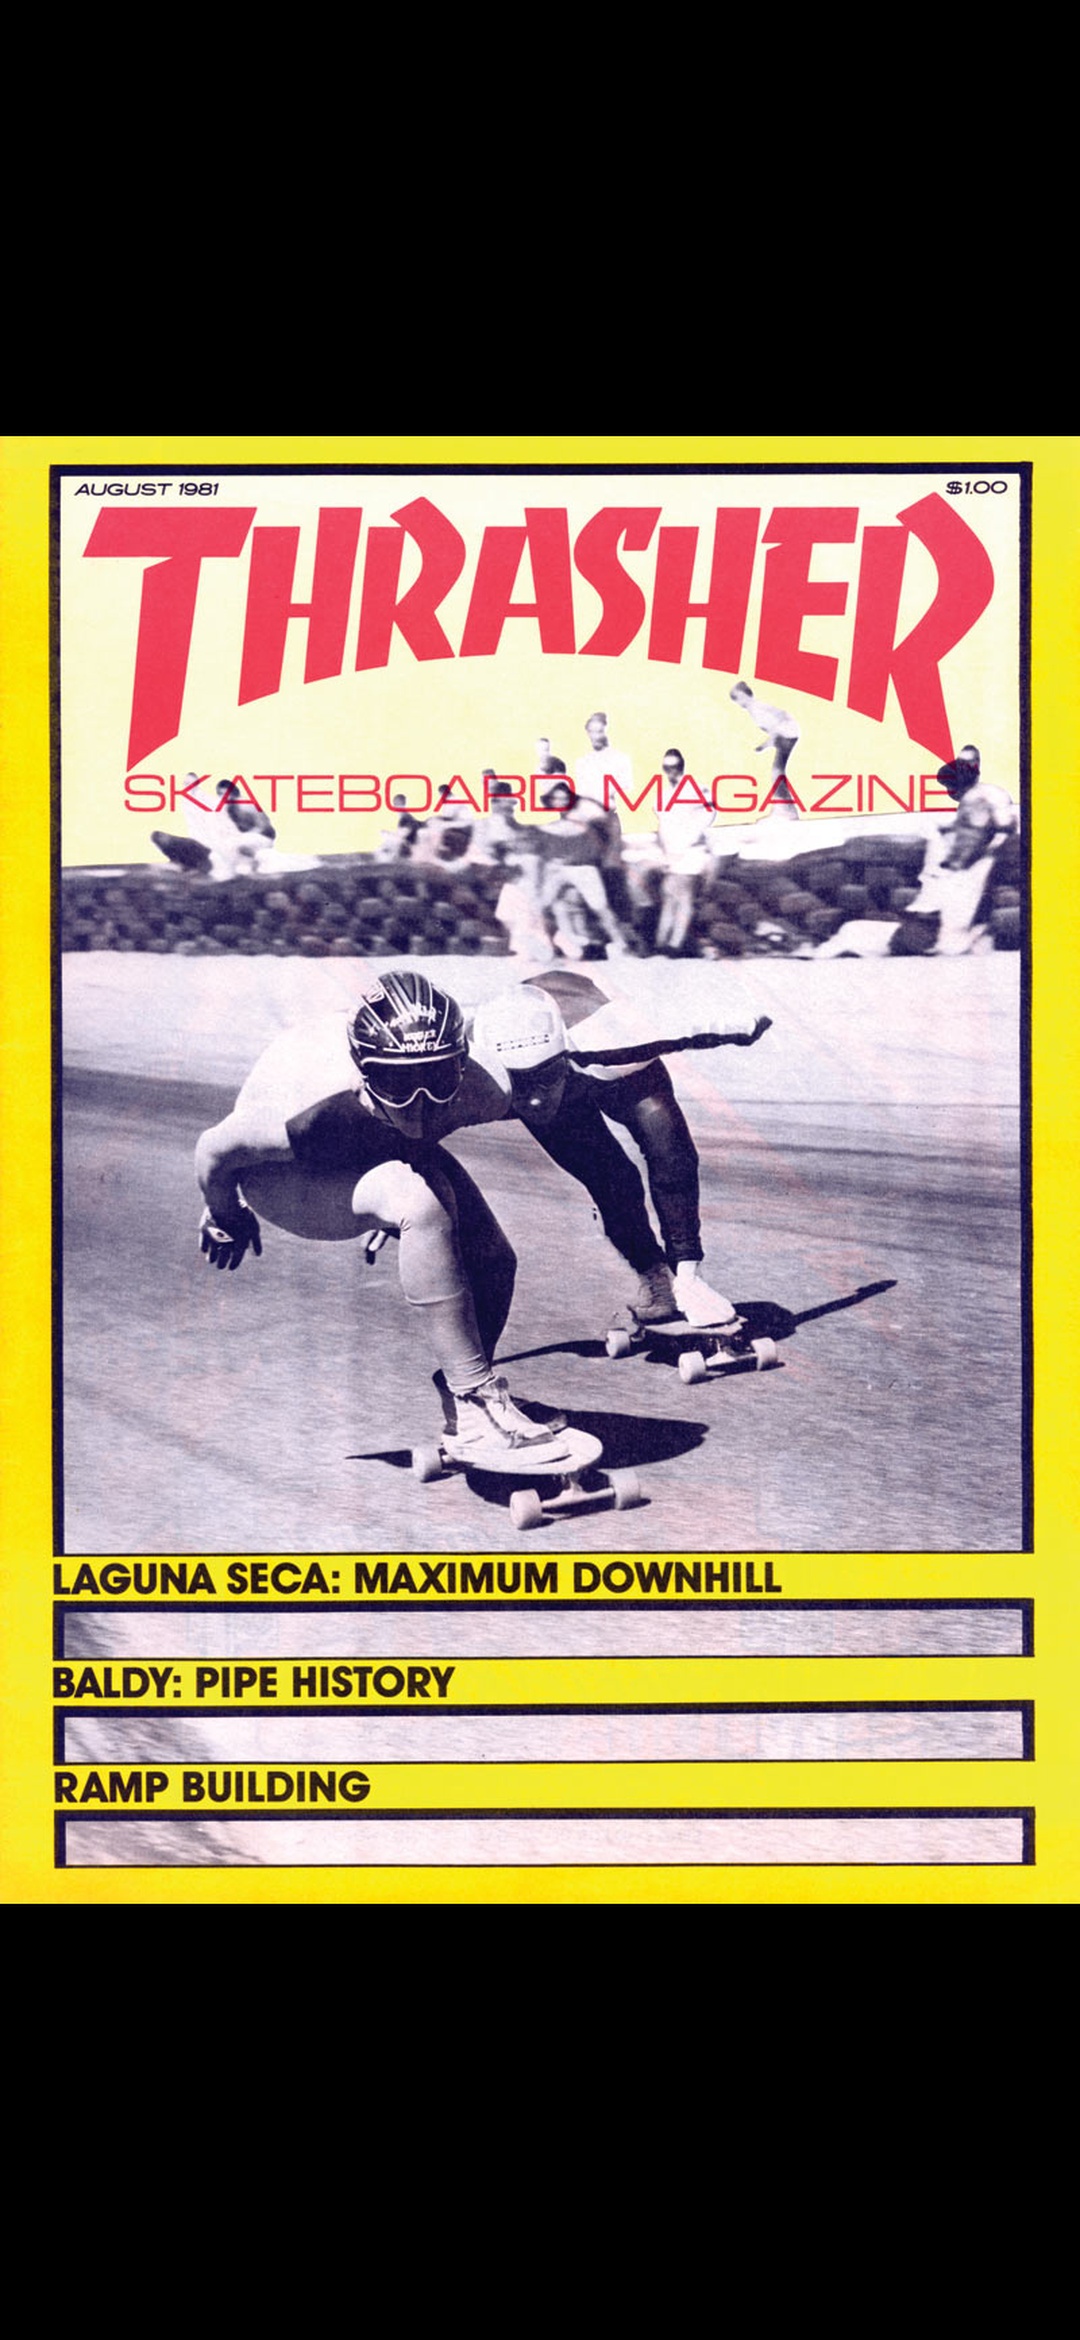 AUGUST 1981
$1.00
THRASHER
SKATEBOARD MAGAZINE
LAGUNA SECA: MAXIMUM DOWNHILL
BALDY: PIPE HISTORY
RAMP BUILDING